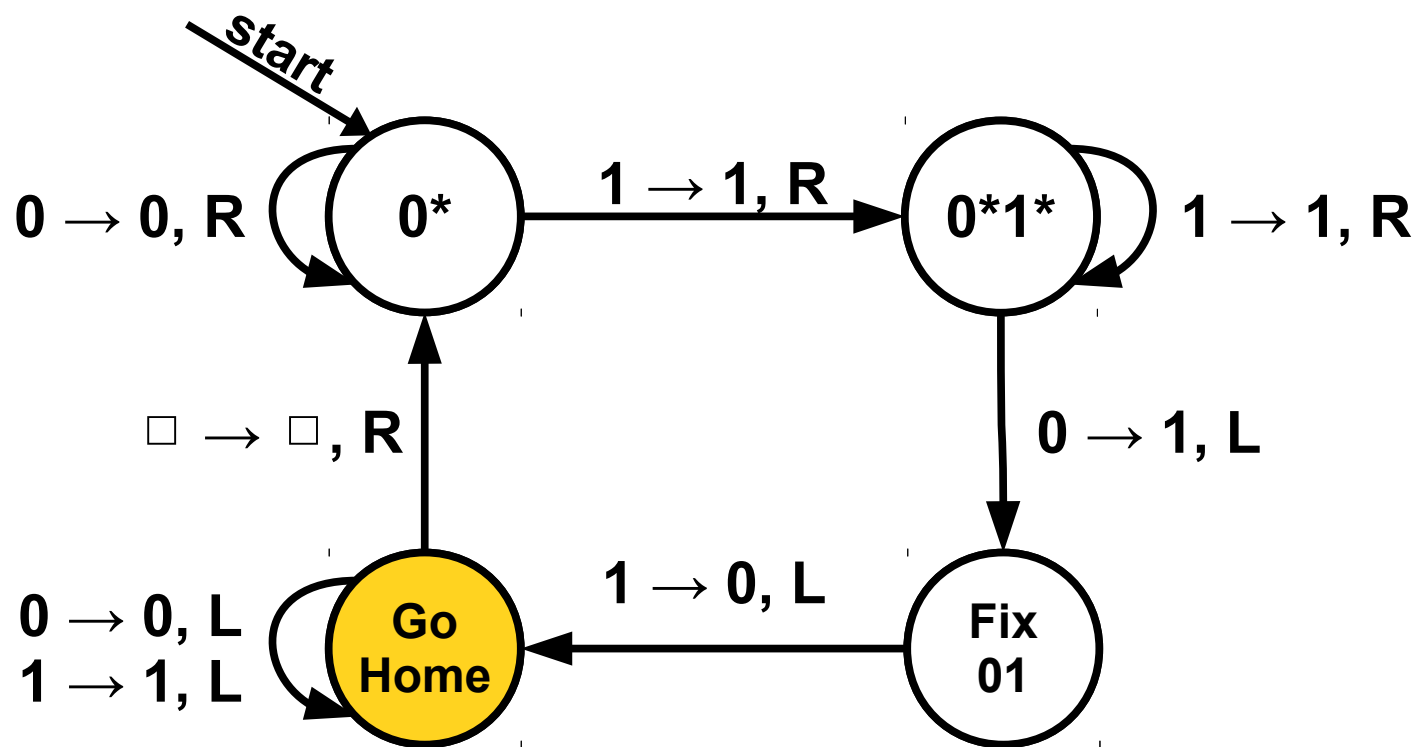 start
0 → 0, R
0*
1 → 1, R
0*1*
1 → 1, R
□ → □, R
0 → 1, L
0 → 0, L
1 → 1, L
Go
Home
1 → 0, L
Fix
01